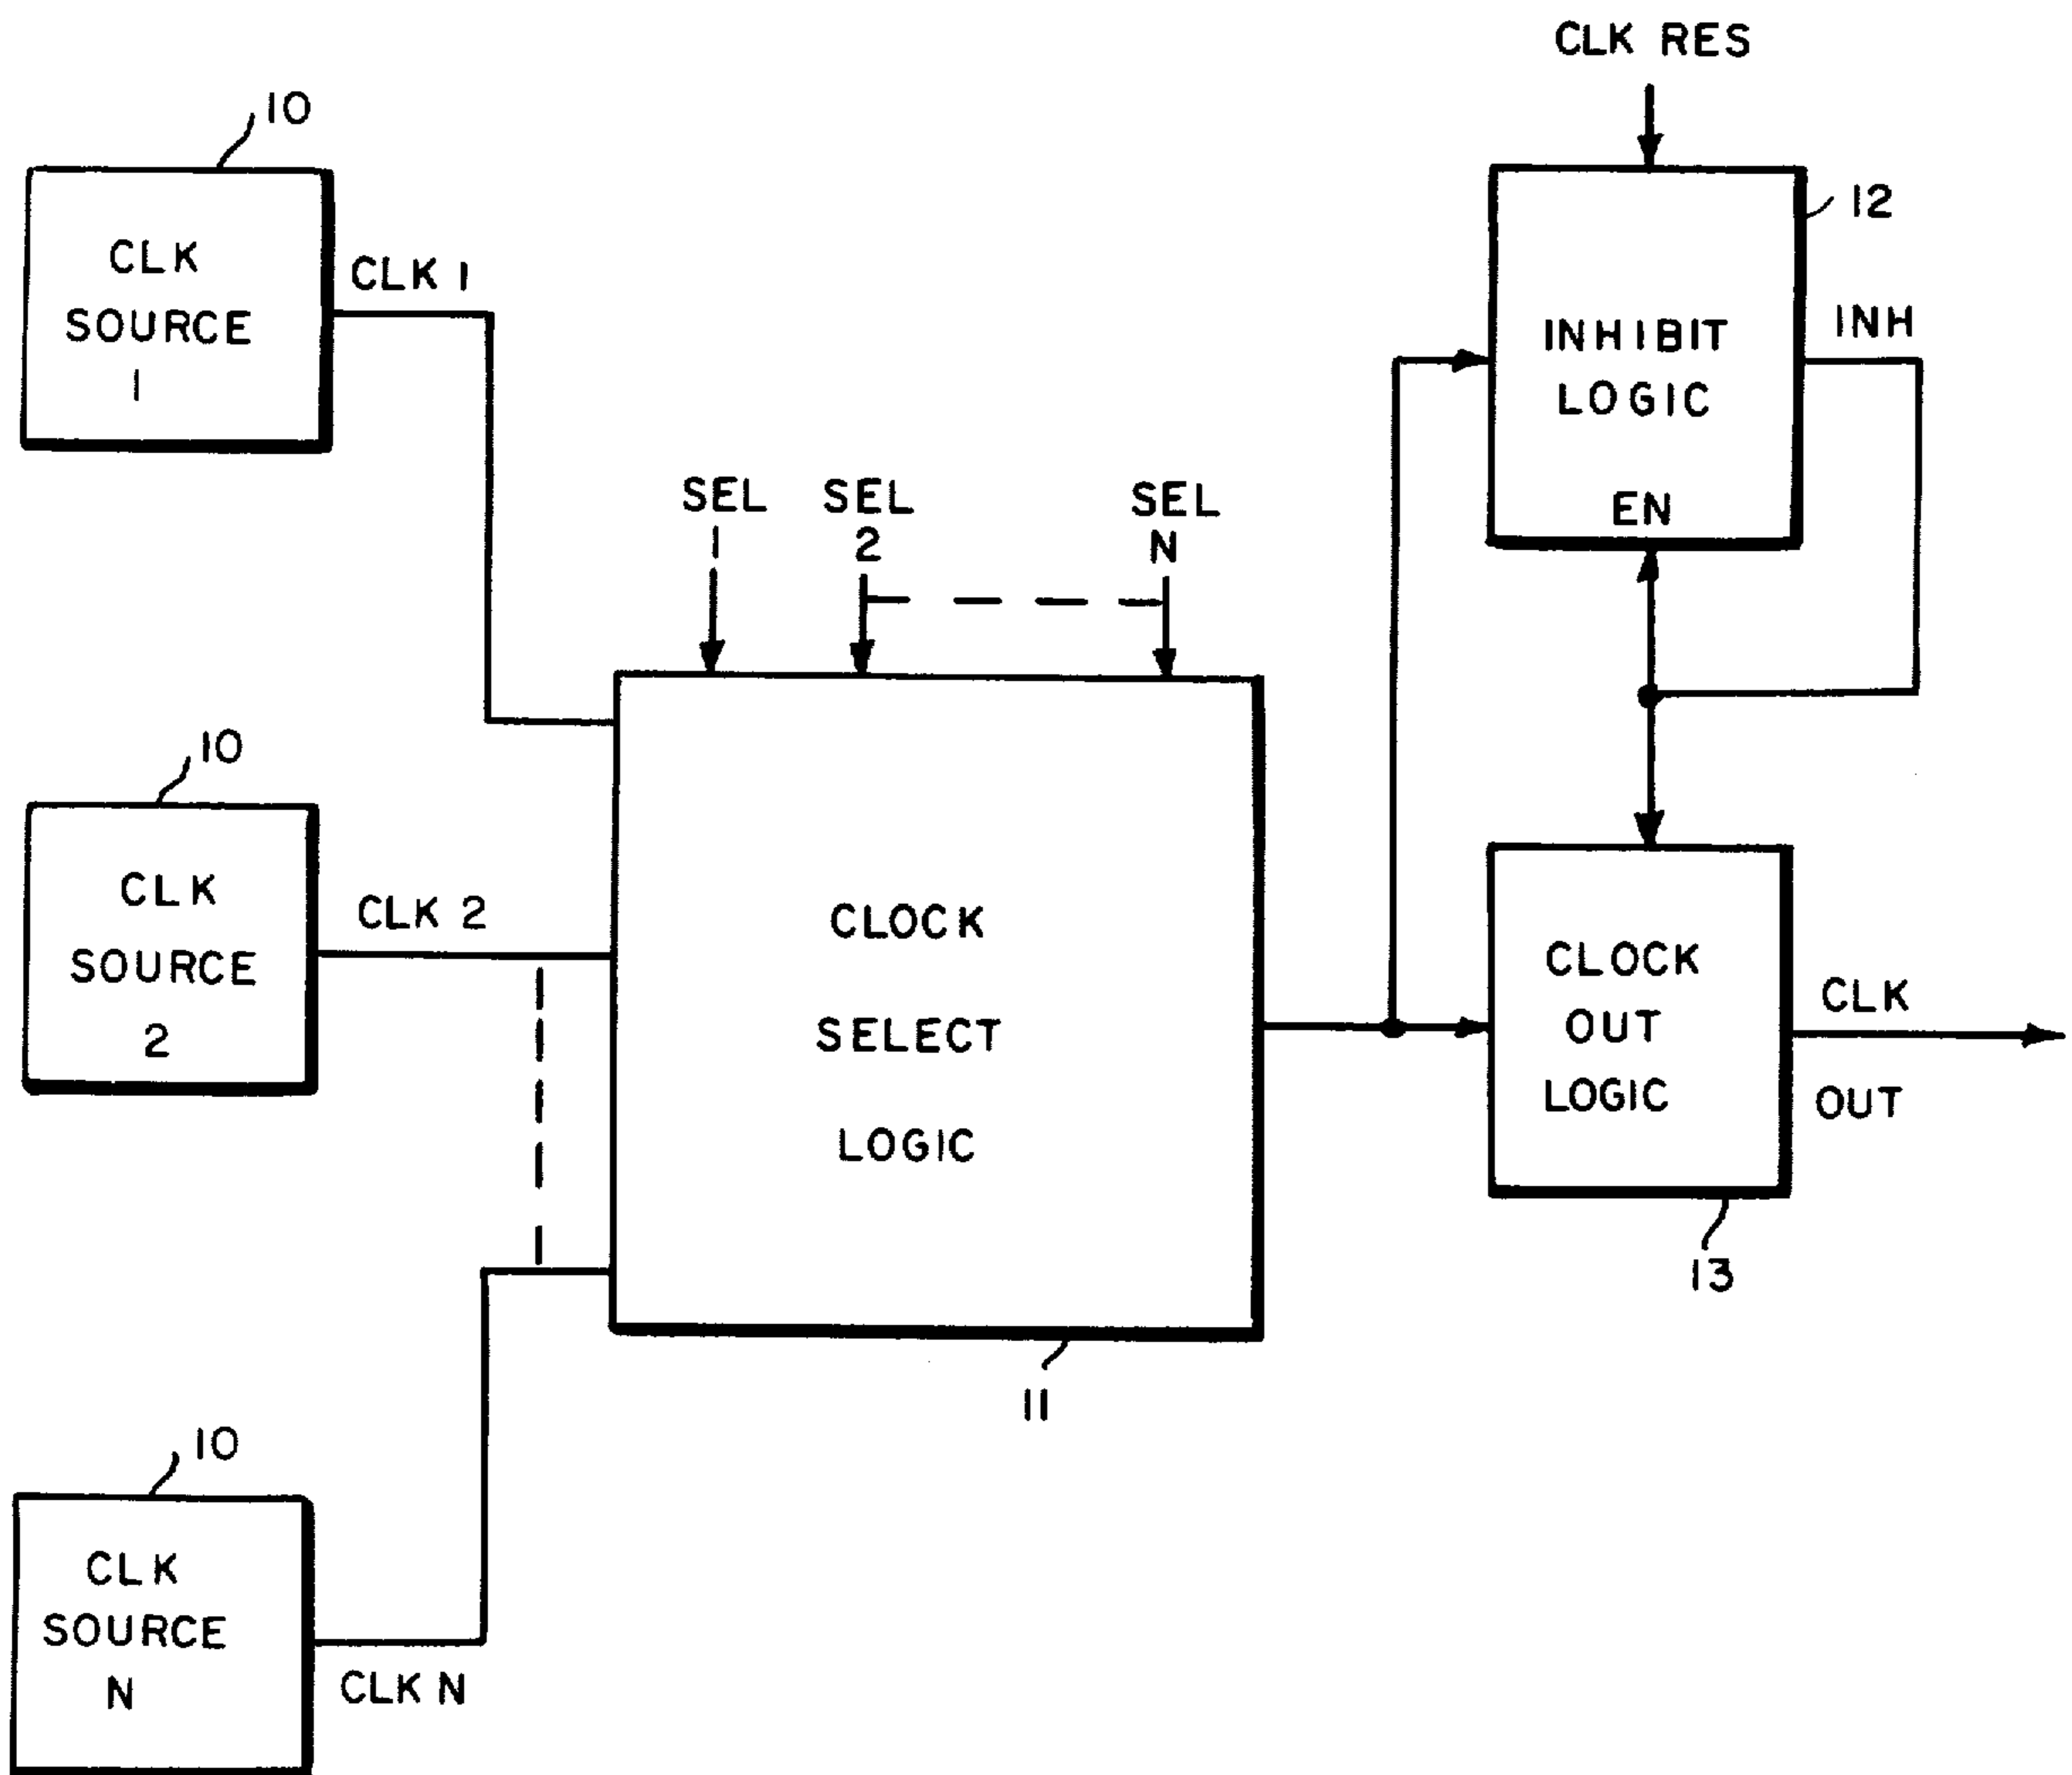 CLK RES
10
CLK
SOURCE
1
CLK 1
12
INHIBIT
LOGIC
EN
INH
SEL
1
SEL
2
SEL
N
10
CLK
SOURCE
2
CLK 2
CLOCK
SELECT
LOGIC
11
CLOCK
OUT
LOGIC
CLK
OUT
13
10
CLK
SOURCE
N
CLK N